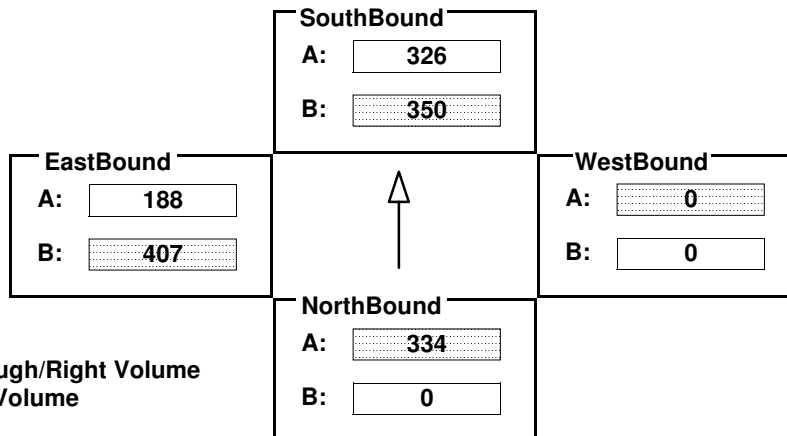 SouthBound
A: 326
B: 350
EastBound
A: 188
B: 407
WestBound
A: 0
B: 0
NorthBound
A: 334
B: 0
ugh/Right Volume
Volume